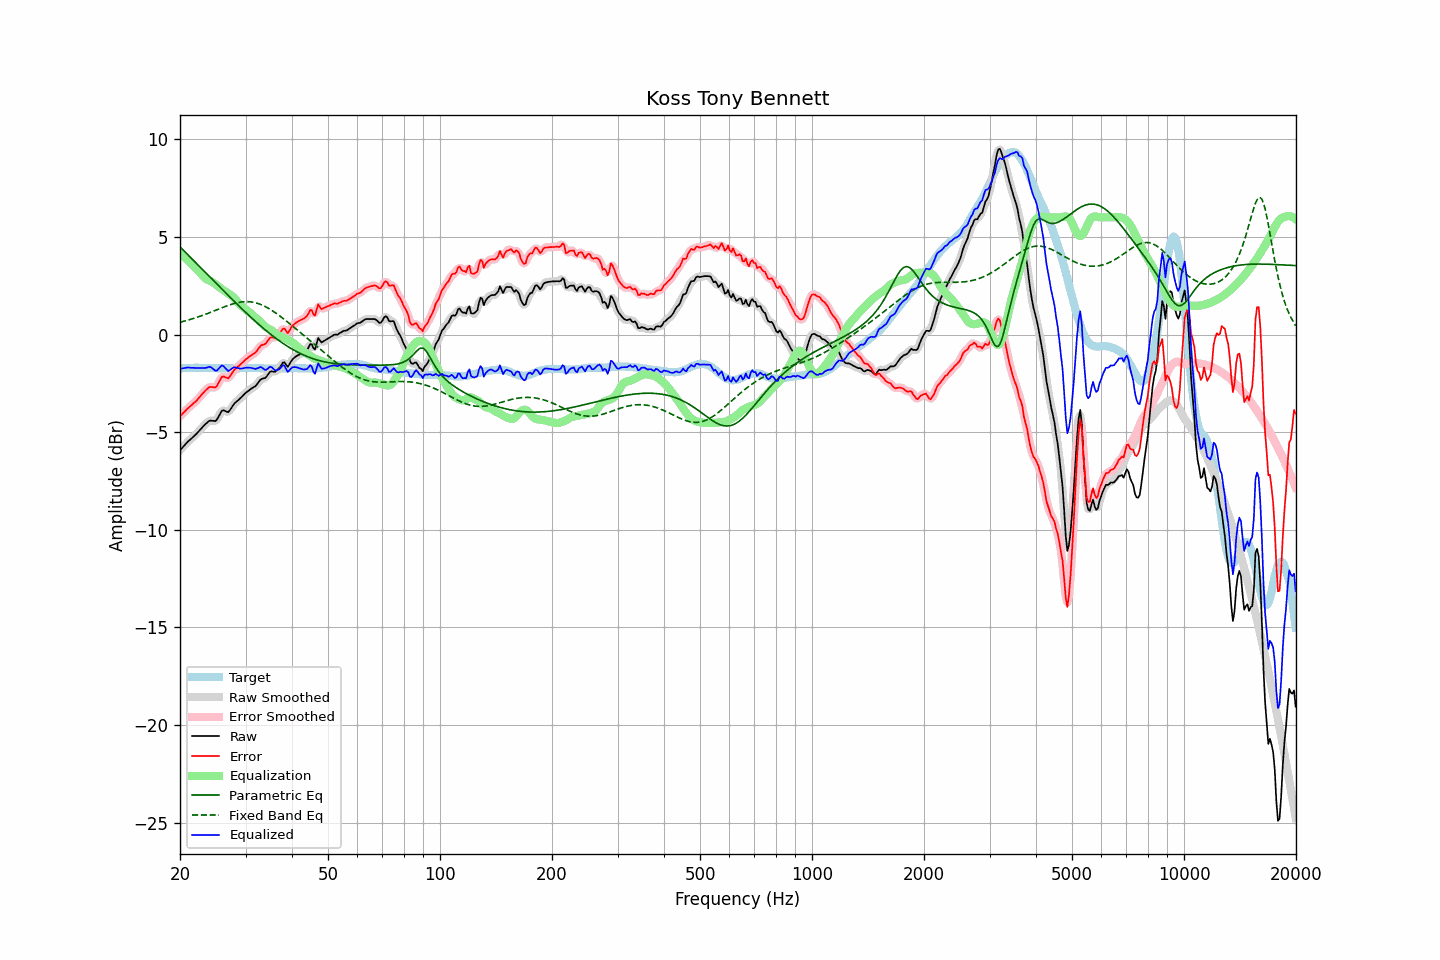 Koss Tony Bennett
Amplitude (dBr)
10
5
0
−5
−10
−15
−20
−25
Target
Raw Smoothed
Error Smoothed
Raw
Error
Equalization
Parametric Eq
Fixed Band Eq
Equalized
20 50 100 200 500 1000 2000 5000 10000 20000
Frequency (Hz)